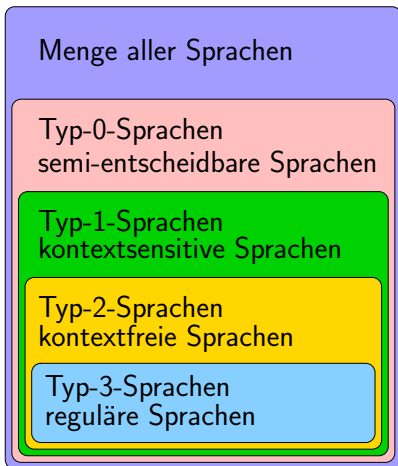 Menge aller Sprachen
Typ-0-Sprachen
semi-entscheidbare Sprachen
Typ-1-Sprachen
kontextsensitive Sprachen
Typ-2-Sprachen
kontextfreie Sprachen
Typ-3-Sprachen
reguläre Sprachen